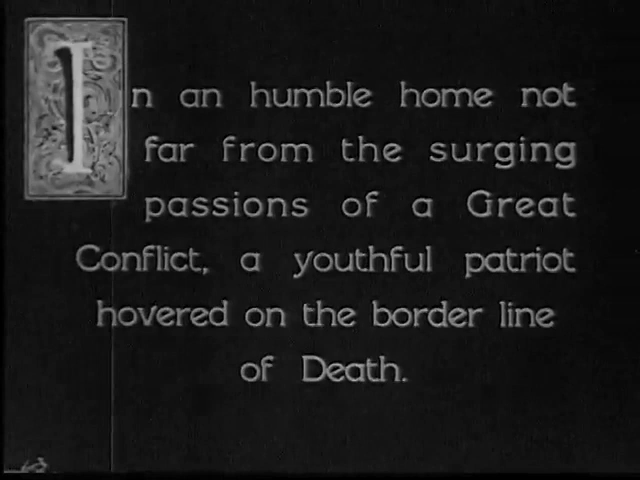 In an humble home not
far from the surging
passions of a Great
Conflict, a youthful patriot
hovered on the border line
of Death.